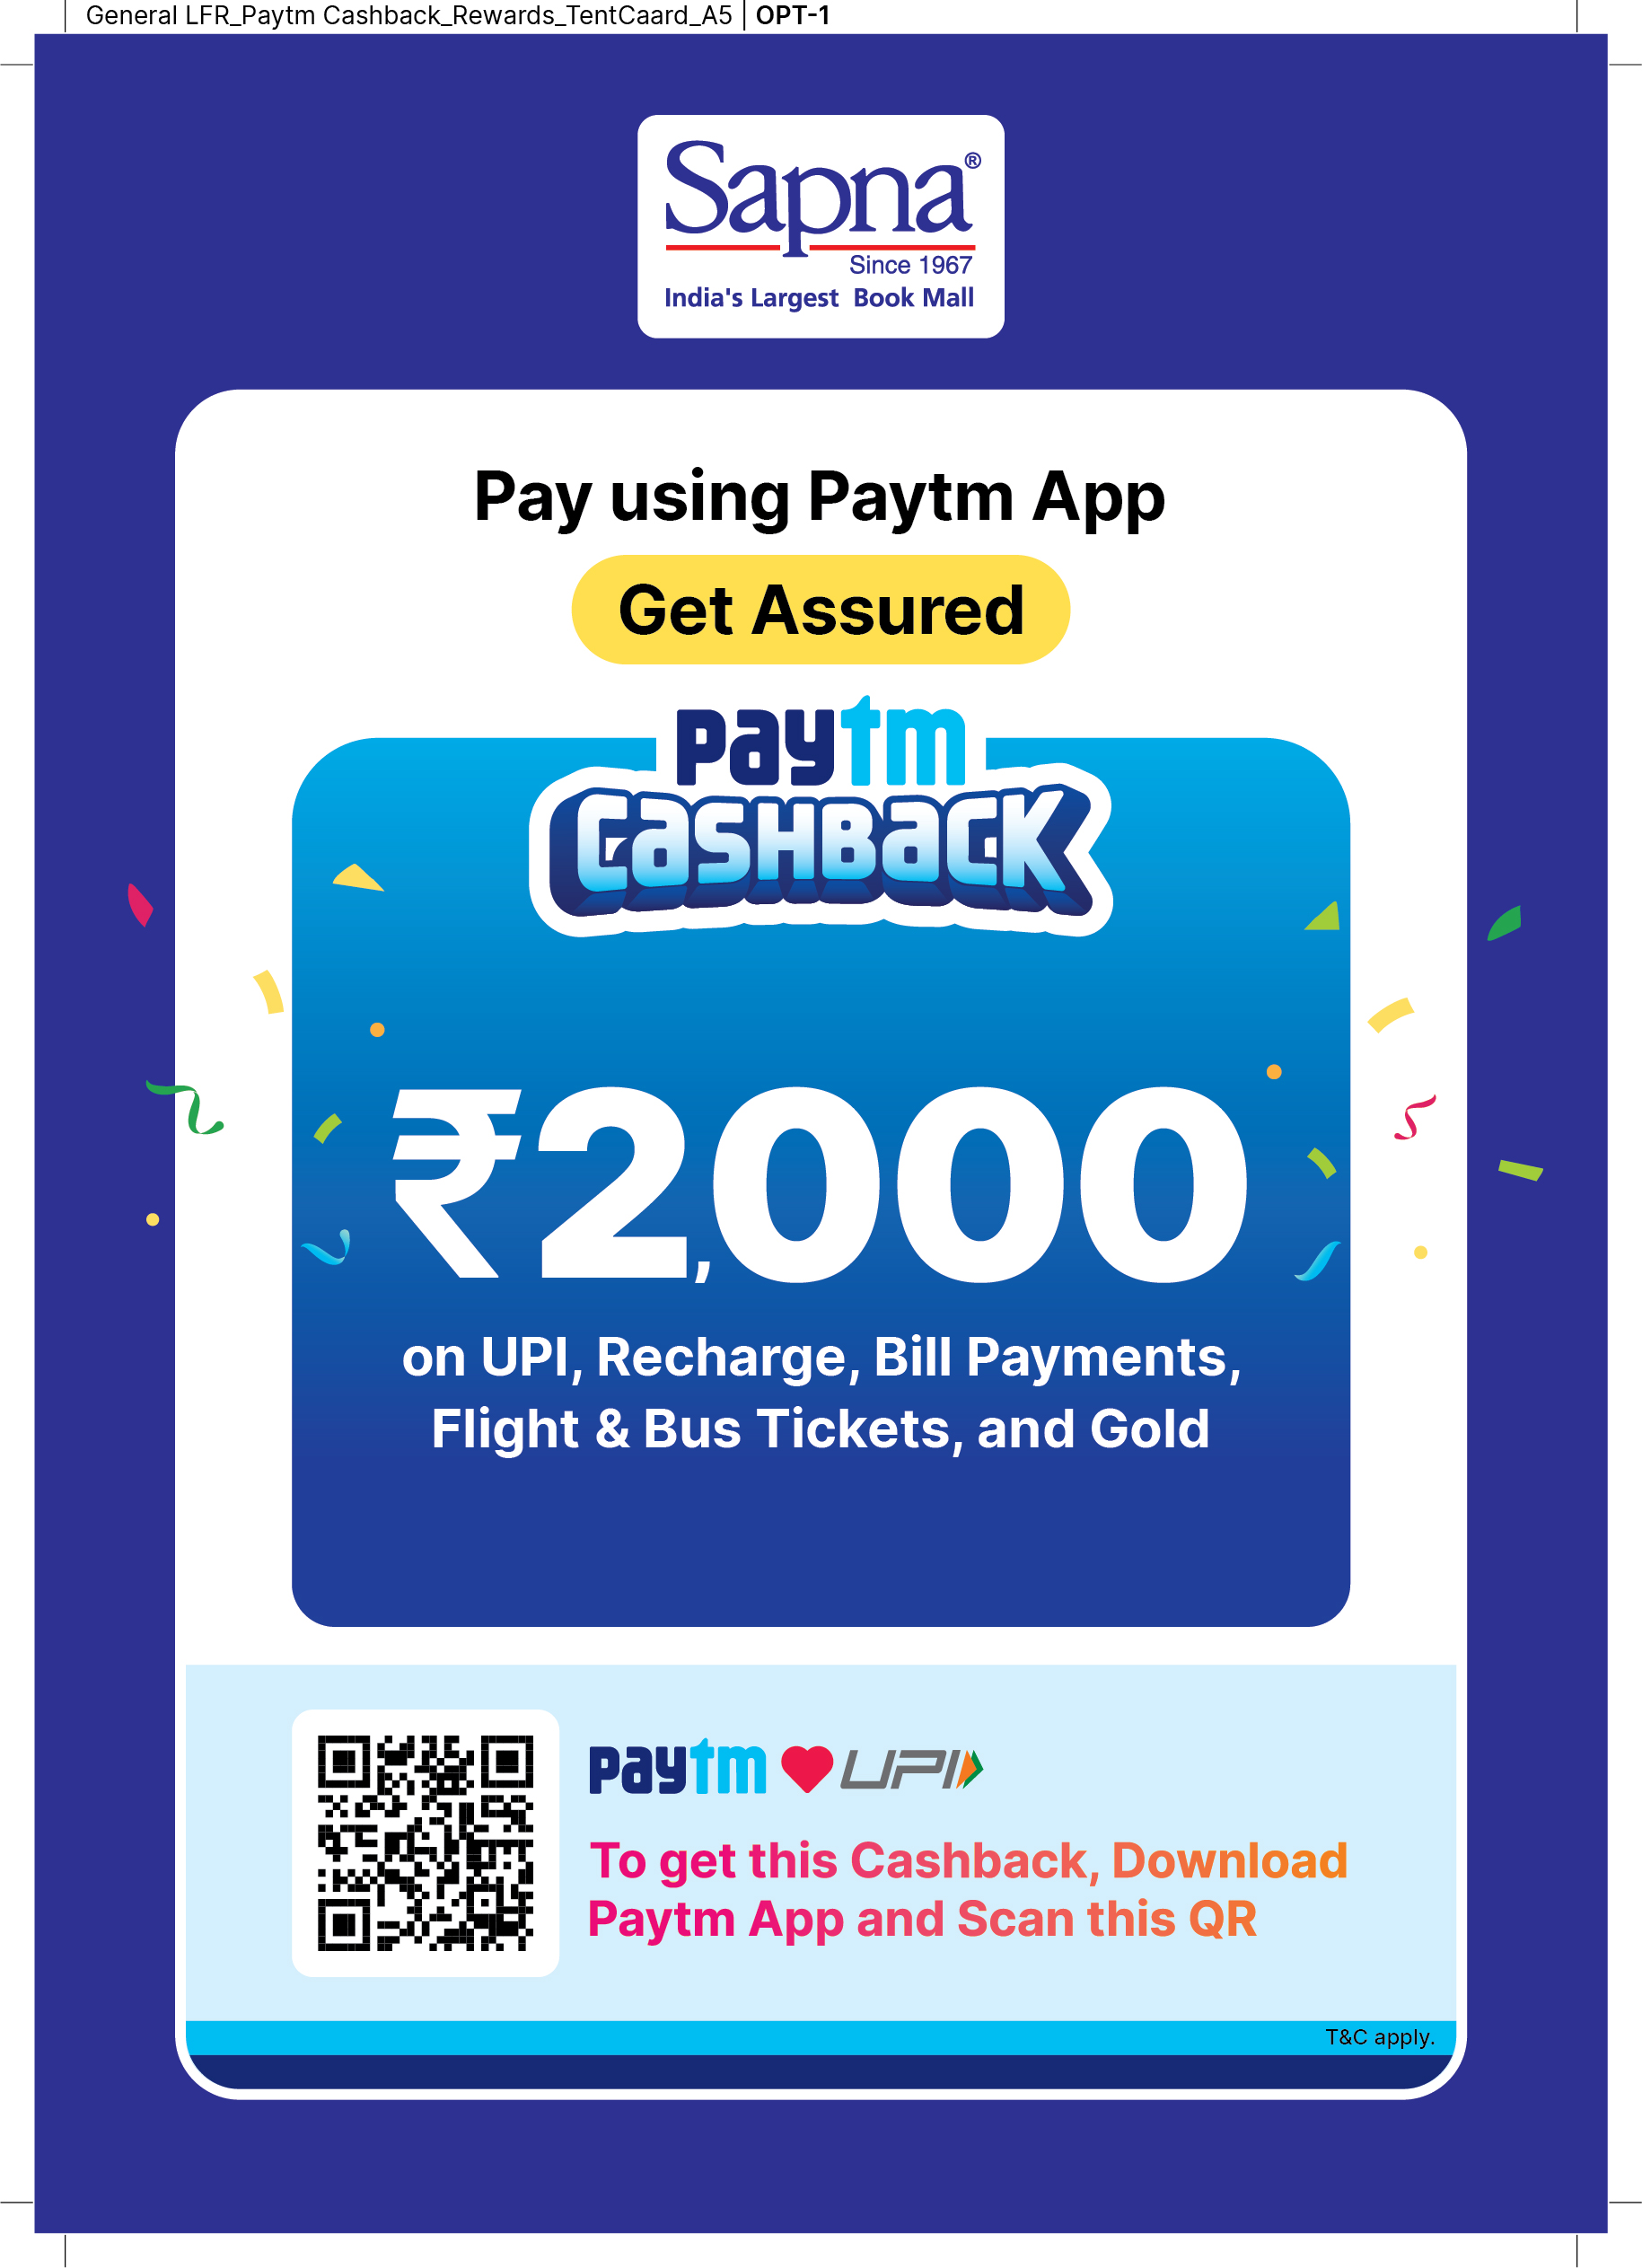 General LFR_Paytm Cashback_Rewards_TentCaard_A5 | OPT-1
Sapna®
Since 1967
India's Largest Book Mall
Pay using Paytm App
Get Assured
paytm
CASHBACK
₹2,000
on UPI, Recharge, Bill Payments,
Flight & Bus Tickets, and Gold
paytm UPI
To get this Cashback, Download
Paytm App and Scan this QR
T&C apply.